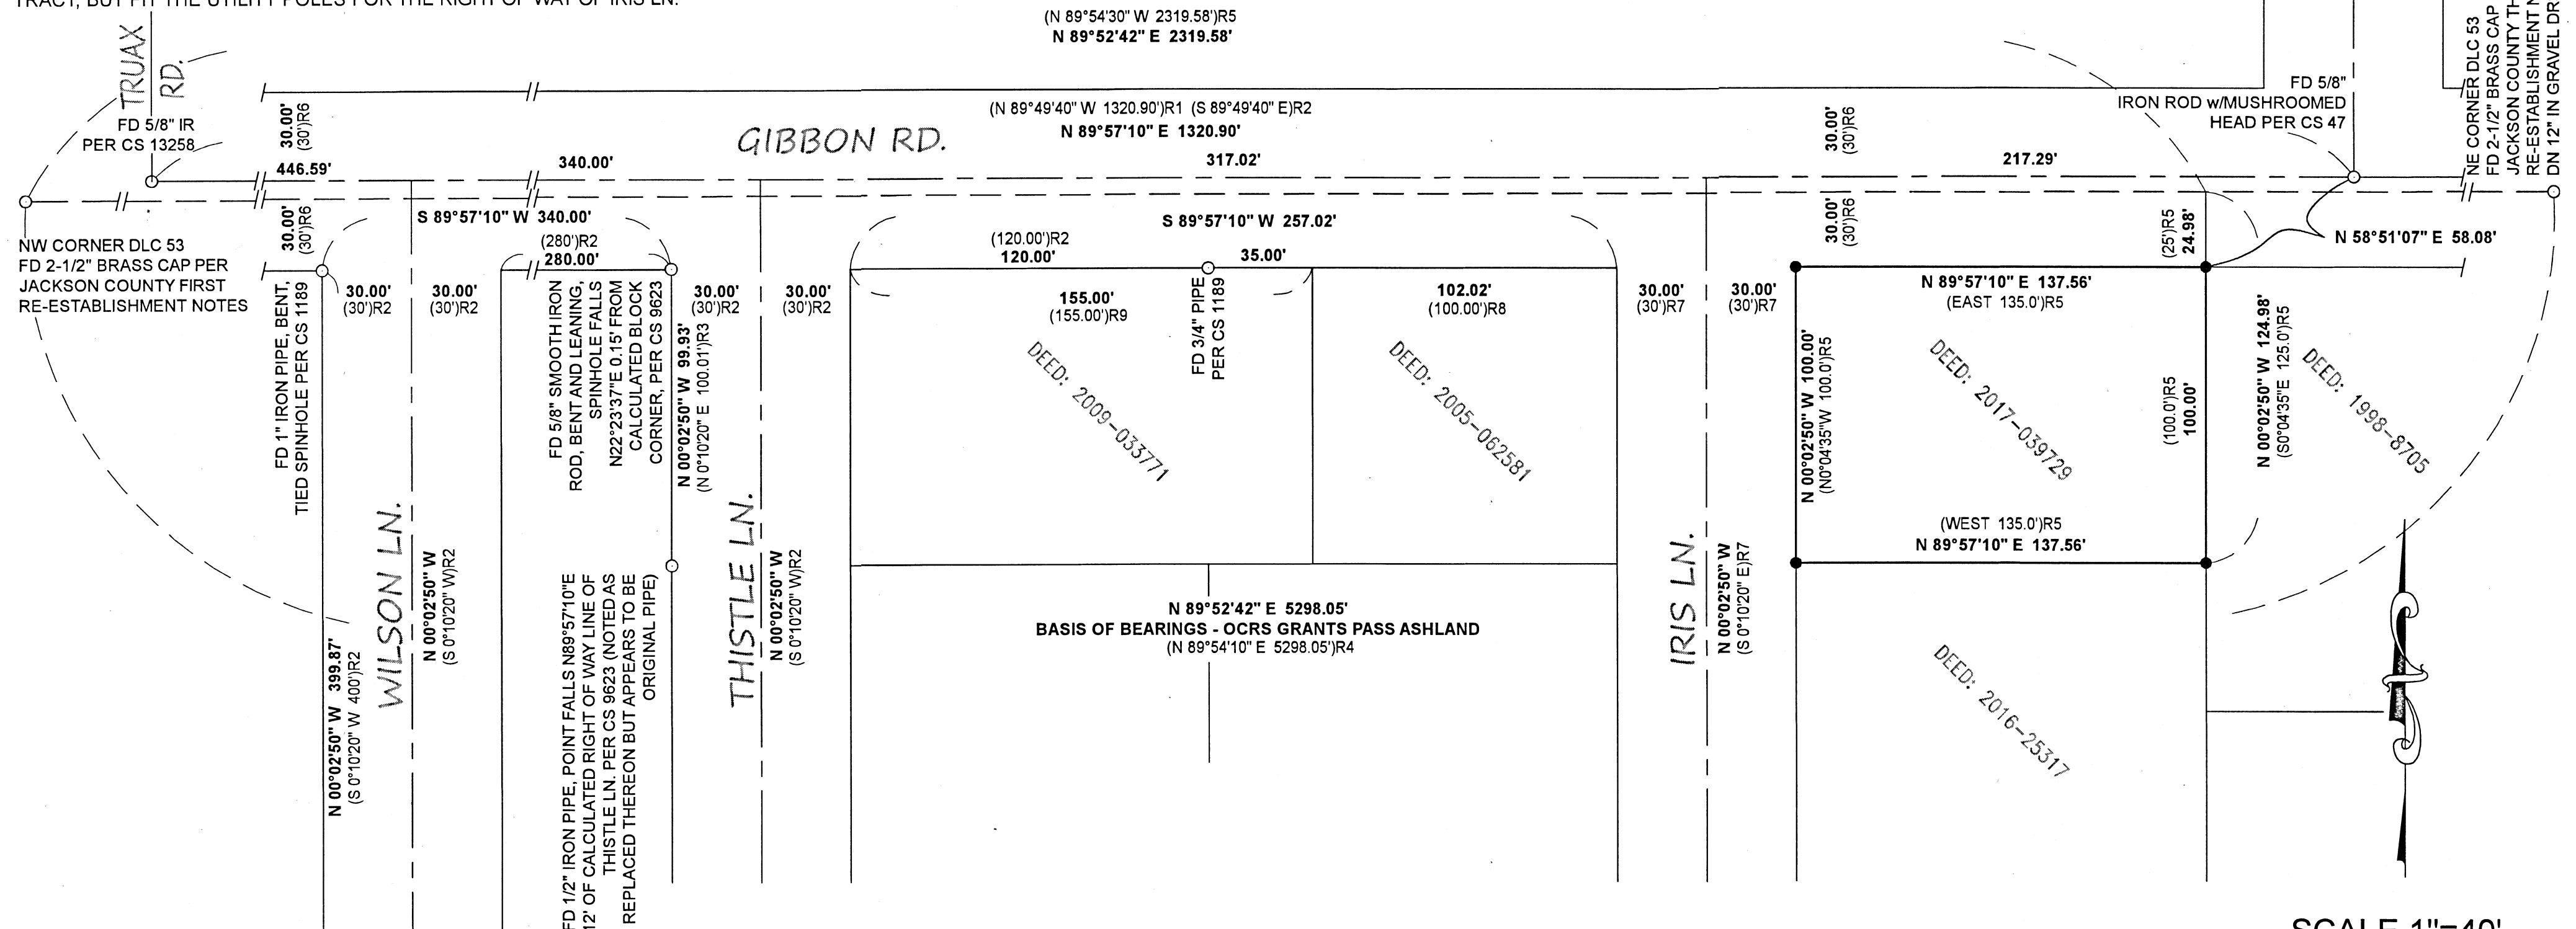 TRACT, BUT FIT THE UTILITY POLES FOR THE RIGHT OF WAY OF IRIS LN.
(N 89°54'30" W 2319.58')R5
N 89°52'42" E 2319.58'
TRUAX
RD.
FD 5/8" IR
PER CS 13258
30.00'
(30')R6
446.59'
340.00'
GIBBON RD.
(N 89°49'40" W 1320.90')R1 (S 89°49'40" E)R2
N 89°57'10" E 1320.90'
317.02'
30.00'
(30')R6
217.29'
FD 5/8"
IRON ROD w/MUSHROOMED
HEAD PER CS 47
NE CORNER DLC 53
FD 2-1/2" BRASS CAP
JACKSON COUNTY TH
RE-ESTABLISHMENT
DN 12" IN GRAVEL DR
NW CORNER DLC 53
FD 2-1/2" BRASS CAP PER
JACKSON COUNTY FIRST
RE-ESTABLISHMENT NOTES
30.00'
(30')R6
S 89°57'10" W 340.00'
(280')R2
280.00'
S 89°57'10" W 257.02'
(120.00')R2
120.00'
35.00'
30.00'
(30')R6
(25')R5
24.98'
N 58°51'07" E 58.08'
FD 1" IRON PIPE, BENT,
TIED SPINHOLE PER CS 1189
30.00'
(30')R2
30.00'
(30')R2
FD 5/8" SMOOTH IRON
ROD, BENT AND LEANING,
SPINHOLE FALLS
N22°23'37"E 0.15' FROM
CALCULATED BLOCK
CORNER, PER CS 9623
30.00'
(30')R2
30.00'
(30')R2
N 00°02'50" W 99.93'
(N 0°10'20" E 100.01')R3
155.00'
(155.00')R9
FD 3/4" PIPE
PER CS 1189
102.02'
(100.00')R8
30.00'
(30')R7
30.00'
(30')R7
N 89°57'10" E 137.56'
(EAST 135.0')R5
N 00°02'50" W 100.00'
(N0°04'35"W 100.0')R5
(100.0')R5
100.00'
N 00°02'50" W 124.98'
(S0°04'35"E 125.0')R5
DEED: 2009-033771
DEED: 2005-062581
DEED: 2017-039729
DEED: 1998-8705
(WEST 135.0')R5
N 89°57'10" E 137.56'
WILSON LN.
N 00°02'50" W
(S 0°10'20" W)R2
N 00°02'50" W 399.87'
(S 0°10'20" W 400')R2
FD 1/2" IRON PIPE, POINT FALLS N89°57'10"E
12' OF CALCULATED RIGHT OF WAY LINE OF
THISTLE LN. PER CS 9623 (NOTED AS
REPLACED THEREON BUT APPEARS TO BE
ORIGINAL PIPE)
THISTLE LN.
N 00°02'50" W
(S 0°10'20" W)R2
N 89°52'42" E 5298.05'
BASIS OF BEARINGS - OCRS GRANTS PASS ASHLAND
(N 89°54'10" E 5298.05')R4
IRIS LN.
N 00°02'50" W
(S 0°10'20" E)R7
DEED: 2016-25317
SCALE 1"=40'